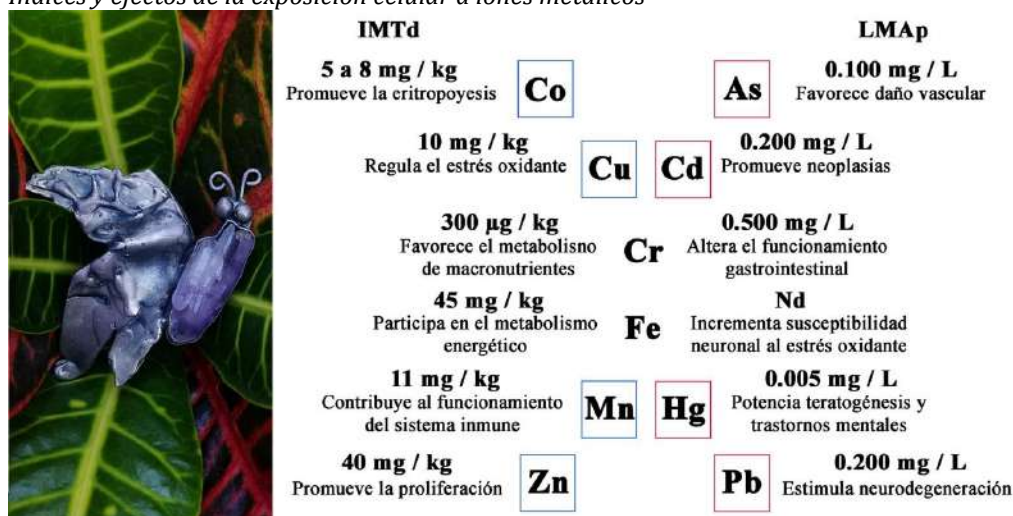 Índices y efectos de la exposición celular a iones metálicos
IMTd
LMAp
5 a 8 mg / kg
Promueve la eritropoyesis
Co
As
0.100 mg / L
Favorece daño vascular
10 mg / kg
Regula el estrés oxidante
Cu
Cd
0.200 mg / L
Promueve neoplasias
300 µg / kg
Favorece el metabolisno
de macronutrientes
Cr
0.500 mg / L
Altera el funcionamiento
gastrointestinal
45 mg / kg
Participa en el metabolismo
energético
Fe
Nd
Incrementa susceptibilidad
neuronal al estrés oxidante
11 mg / kg
Contribuye al funcionamiento
del sistema inmune
Mn
Hg
0.005 mg / L
Potencia teratogénesis y
trastornos mentales
40 mg / kg
Promueve la proliferación
Zn
Pb
0.200 mg / L
Estimula neurodegeneración